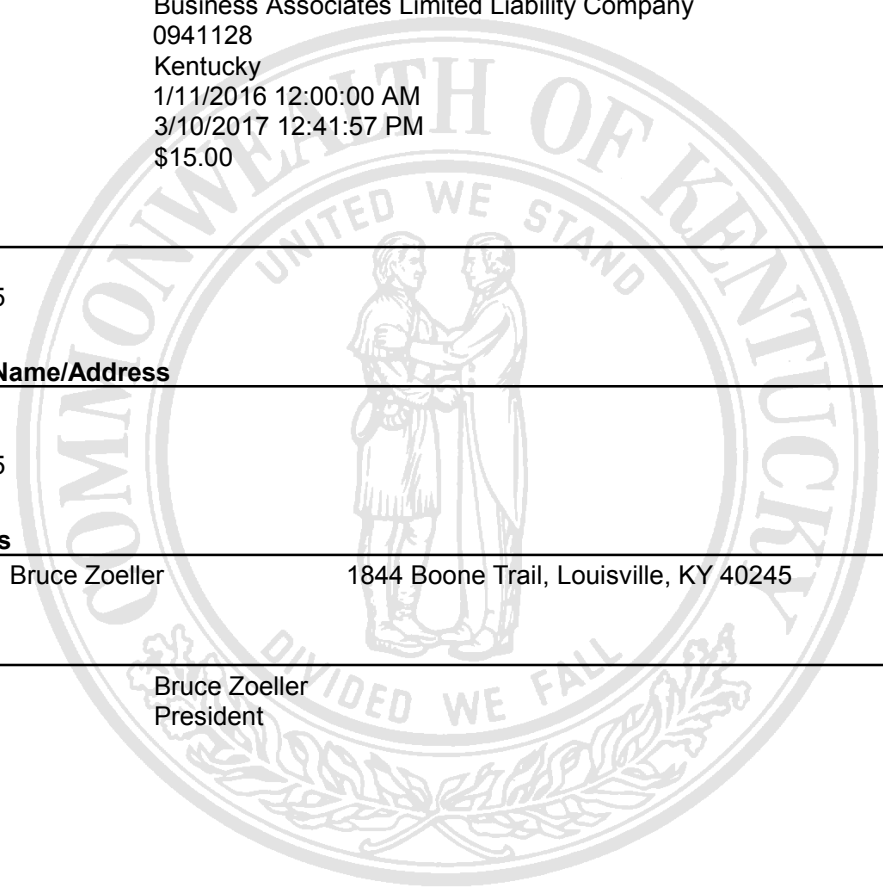 Business Associates Limited Liability Company
0941128
Kentucky
1/11/2016 12:00:00 AM
3/10/2017 12:41:57 PM
$15.00
COMMONWEALTH OF KENTUCKY
UNITED WE STAND
5
Name/Address
5
s
Bruce Zoeller 1844 Boone Trail, Louisville, KY 40245
DIVIDED WE FALL
Bruce Zoeller
President